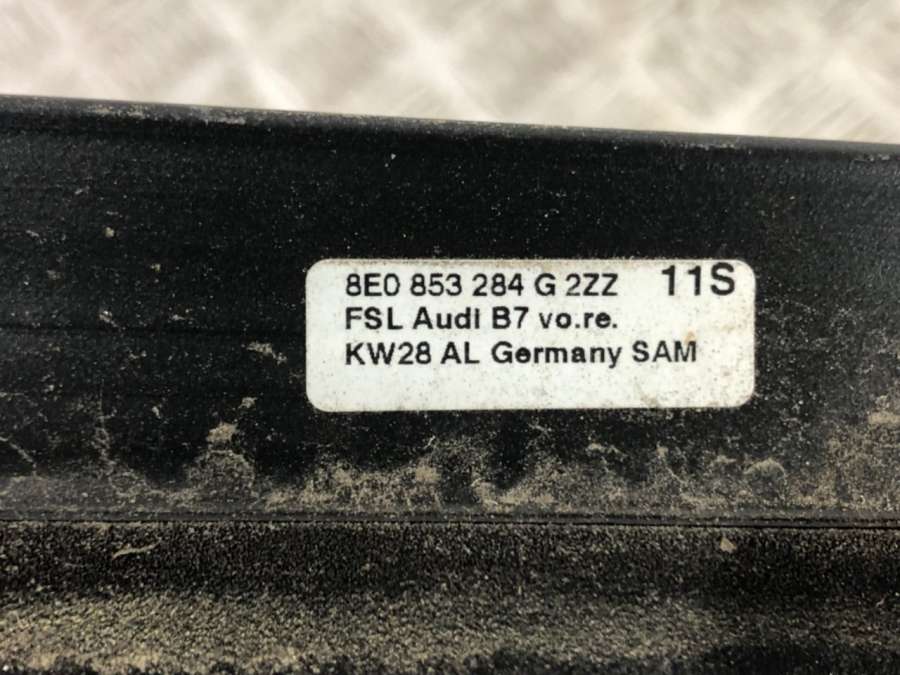 8E0 853 284 G 2ZZ 11S
FSL Audi B7 vo.re.
KW28 AL Germany SAM